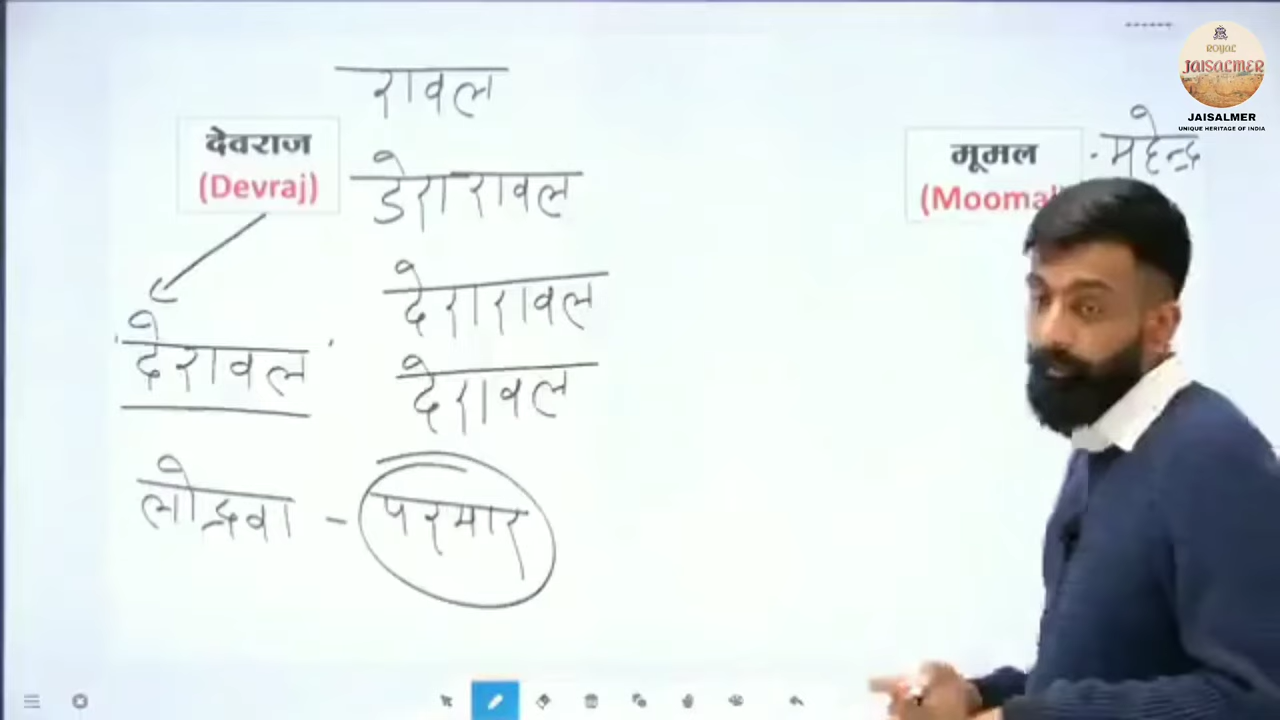 रावल
देवराज
(Devraj)
डेरा रावल
देरारावल
देरावल
देरावल
लोद्रवा - परमार
मूमल - महेन्द्र
(Moomal
ROYAL
JAISALMER
JAISALMER
UNIQUE HERITAGE OF INDIA